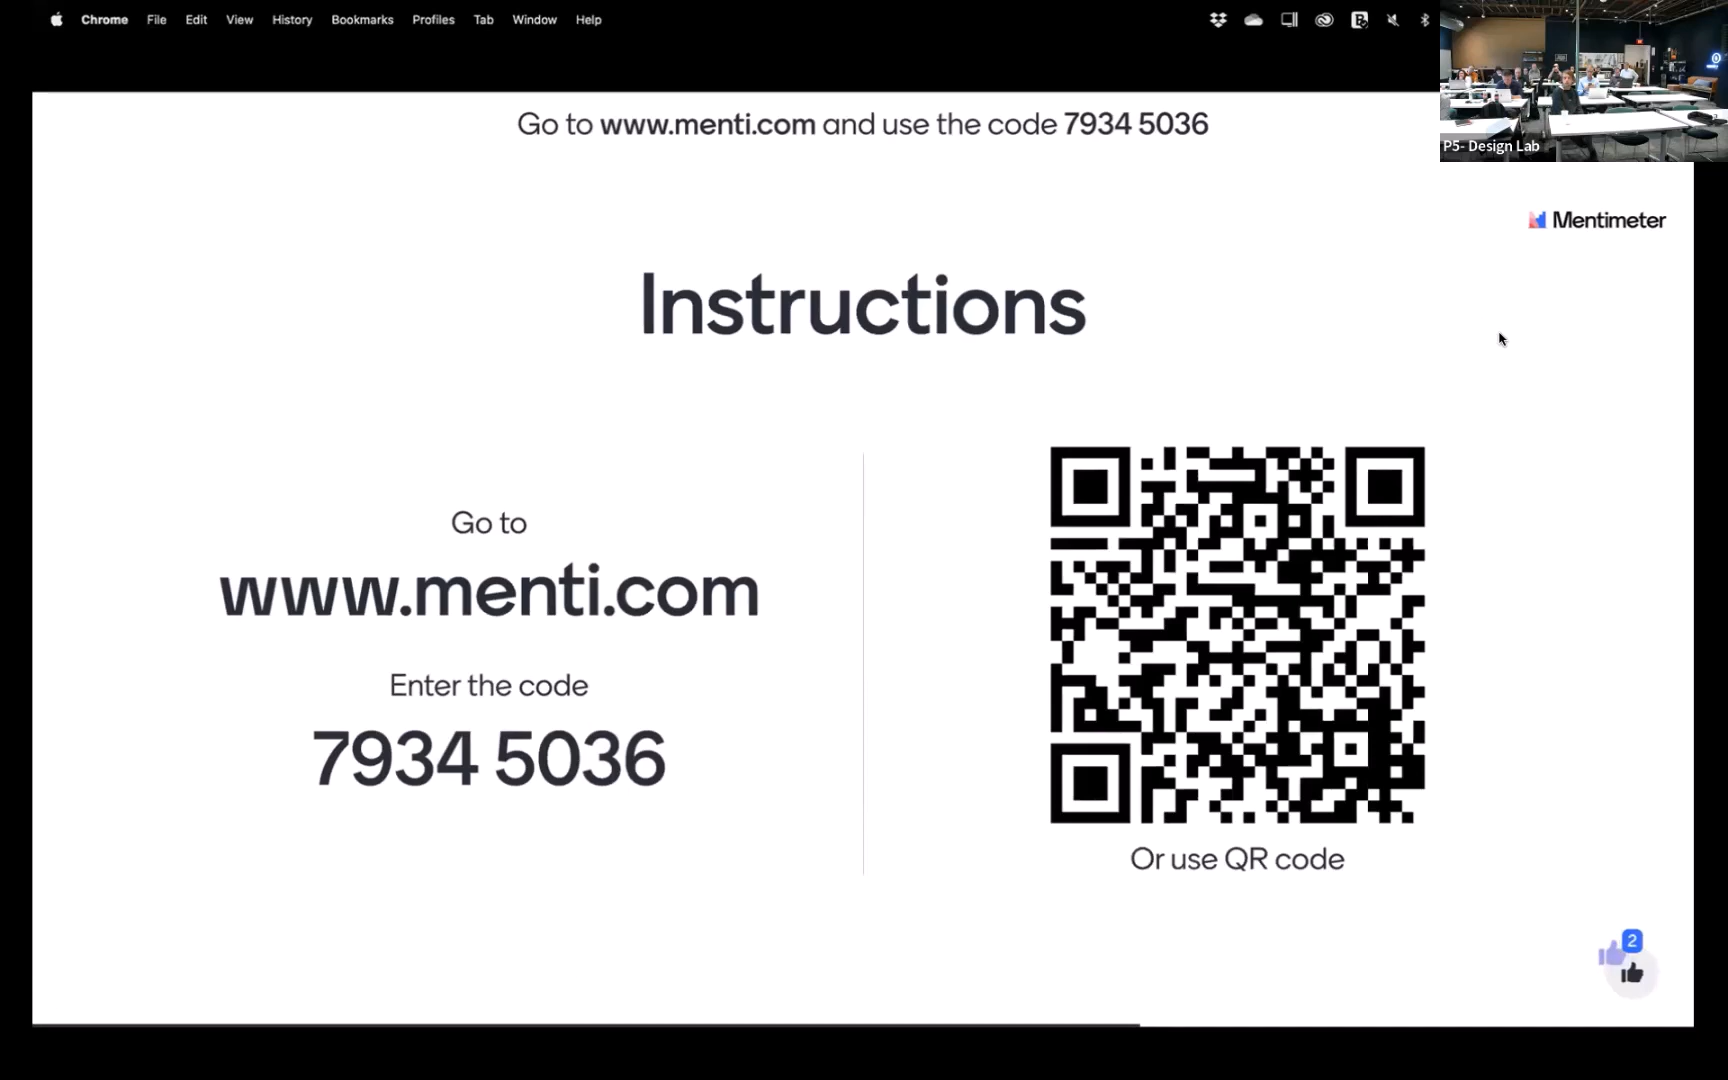 Chrome File Edit View History Bookmarks Profiles Tab Window Help
Go to www.menti.com and use the code 7934 5036
P5- Design Lab
Mentimeter
Instructions
Go to
www.menti.com
Enter the code
7934 5036
Or use QR code
2